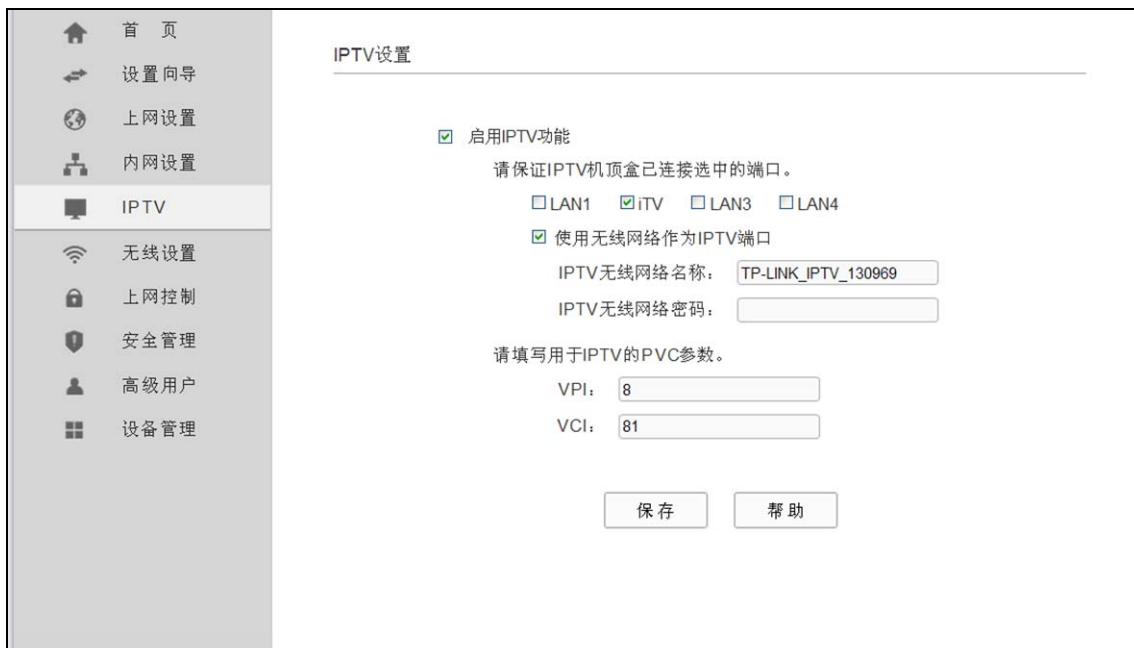 首 页
设置向导
上网设置
内网设置
IPTV
无线设置
上网控制
安全管理
高级用户
设备管理
IPTV设置
启用IPTV功能
请保证IPTV机顶盒已连接选中的端口。
LAN1 iTV LAN3 LAN4
使用无线网络作为IPTV端口
IPTV无线网络名称： TP-LINK_IPTV_130969
IPTV无线网络密码：
请填写用于IPTV的PVC参数。
VPI： 8
VCI： 81
保存 帮助